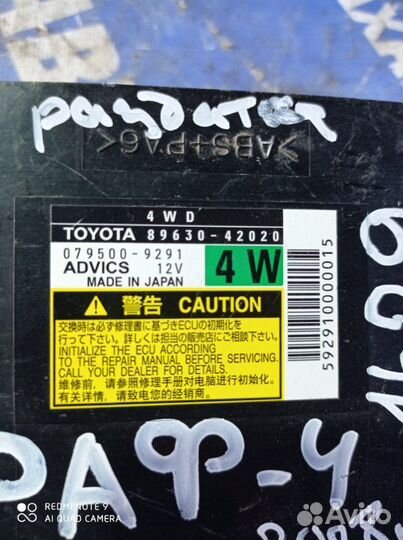 раздатка
>ABS+PA6<
4WD
TOYOTA 89630-42020
079500-9291
ADVICS 12V
MADE IN JAPAN
4W
592910000015
警告 CAUTION
交換時は必ず修理書に基づきECUの初期化を
行って下さい。詳しくは担当の販売店にご相談下さい。
INITIALIZE THE ECU ACCORDING
TO THE REPAIR MANUAL BEFORE SERVICING.
CALL YOUR DEALER FOR DETAILS.
维修前，请参照修理手册对电脑进行初始化。
有关详情，请致电您的经销商。
РАФ-4
REDMI NOTE 9
AI QUAD CAMERA
Avito